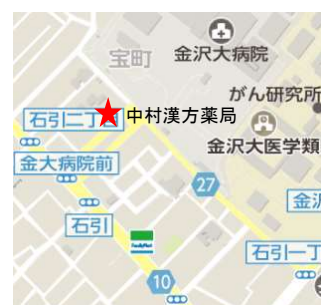 宝町
金沢大病院
がん研究所
石引二丁
中村漢方薬局
金沢大医学類
金大病院前
27
金沢
石引
FamilyMart
石引一丁
10